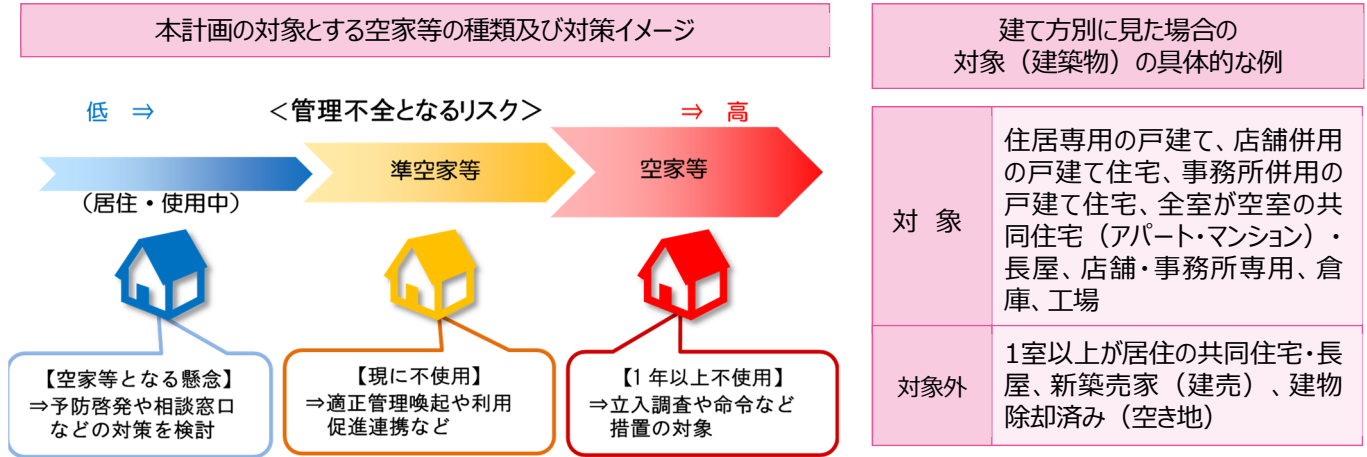 本計画の対象とする空家等の種類及び対策イメージ
低 ⇒
＜管理不全となるリスク＞
⇒ 高
準空家等
空家等
（居住・使用中）
【空家等となる懸念】
⇒予防啓発や相談窓口
などの対策を検討
【現に不使用】
⇒適正管理喚起や利用
促進連携など
【1年以上不使用】
⇒立入調査や命令など
措置の対象
建て方別に見た場合の
対象（建築物）の具体的な例
対 象
住居専用の戸建て、店舗併用
の戸建て住宅、事務所併用の
戸建て住宅、全室が空室の共
同住宅（アパート・マンション）・
長屋、店舗・事務所専用、倉
庫、工場
対象外
1室以上が居住の共同住宅・長
屋、新築売家（建売）、建物
除却済み（空き地）